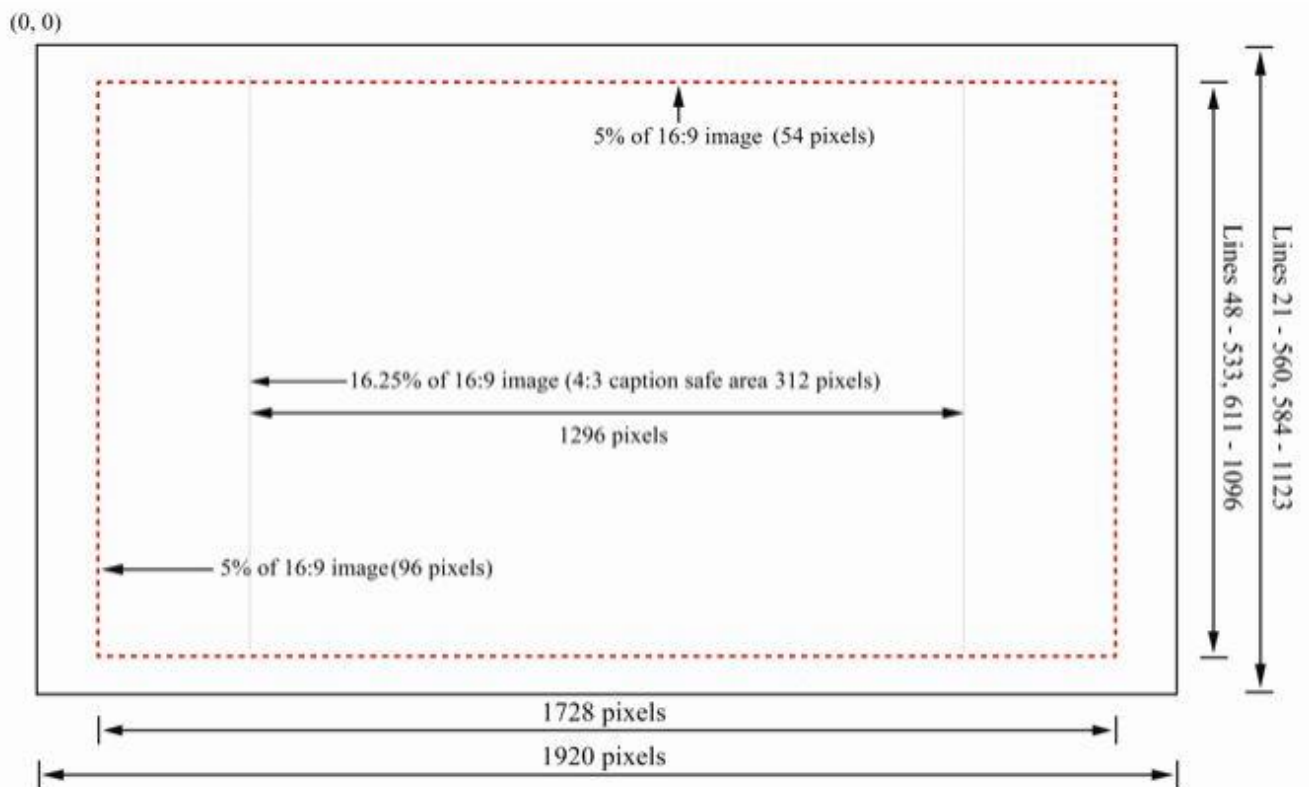 (0, 0)
5% of 16:9 image (54 pixels)
16.25% of 16:9 image (4:3 caption safe area 312 pixels)
1296 pixels
5% of 16:9 image(96 pixels)
Lines 48 - 533, 611 - 1096
Lines 21 - 560, 584 - 1123
1728 pixels
1920 pixels